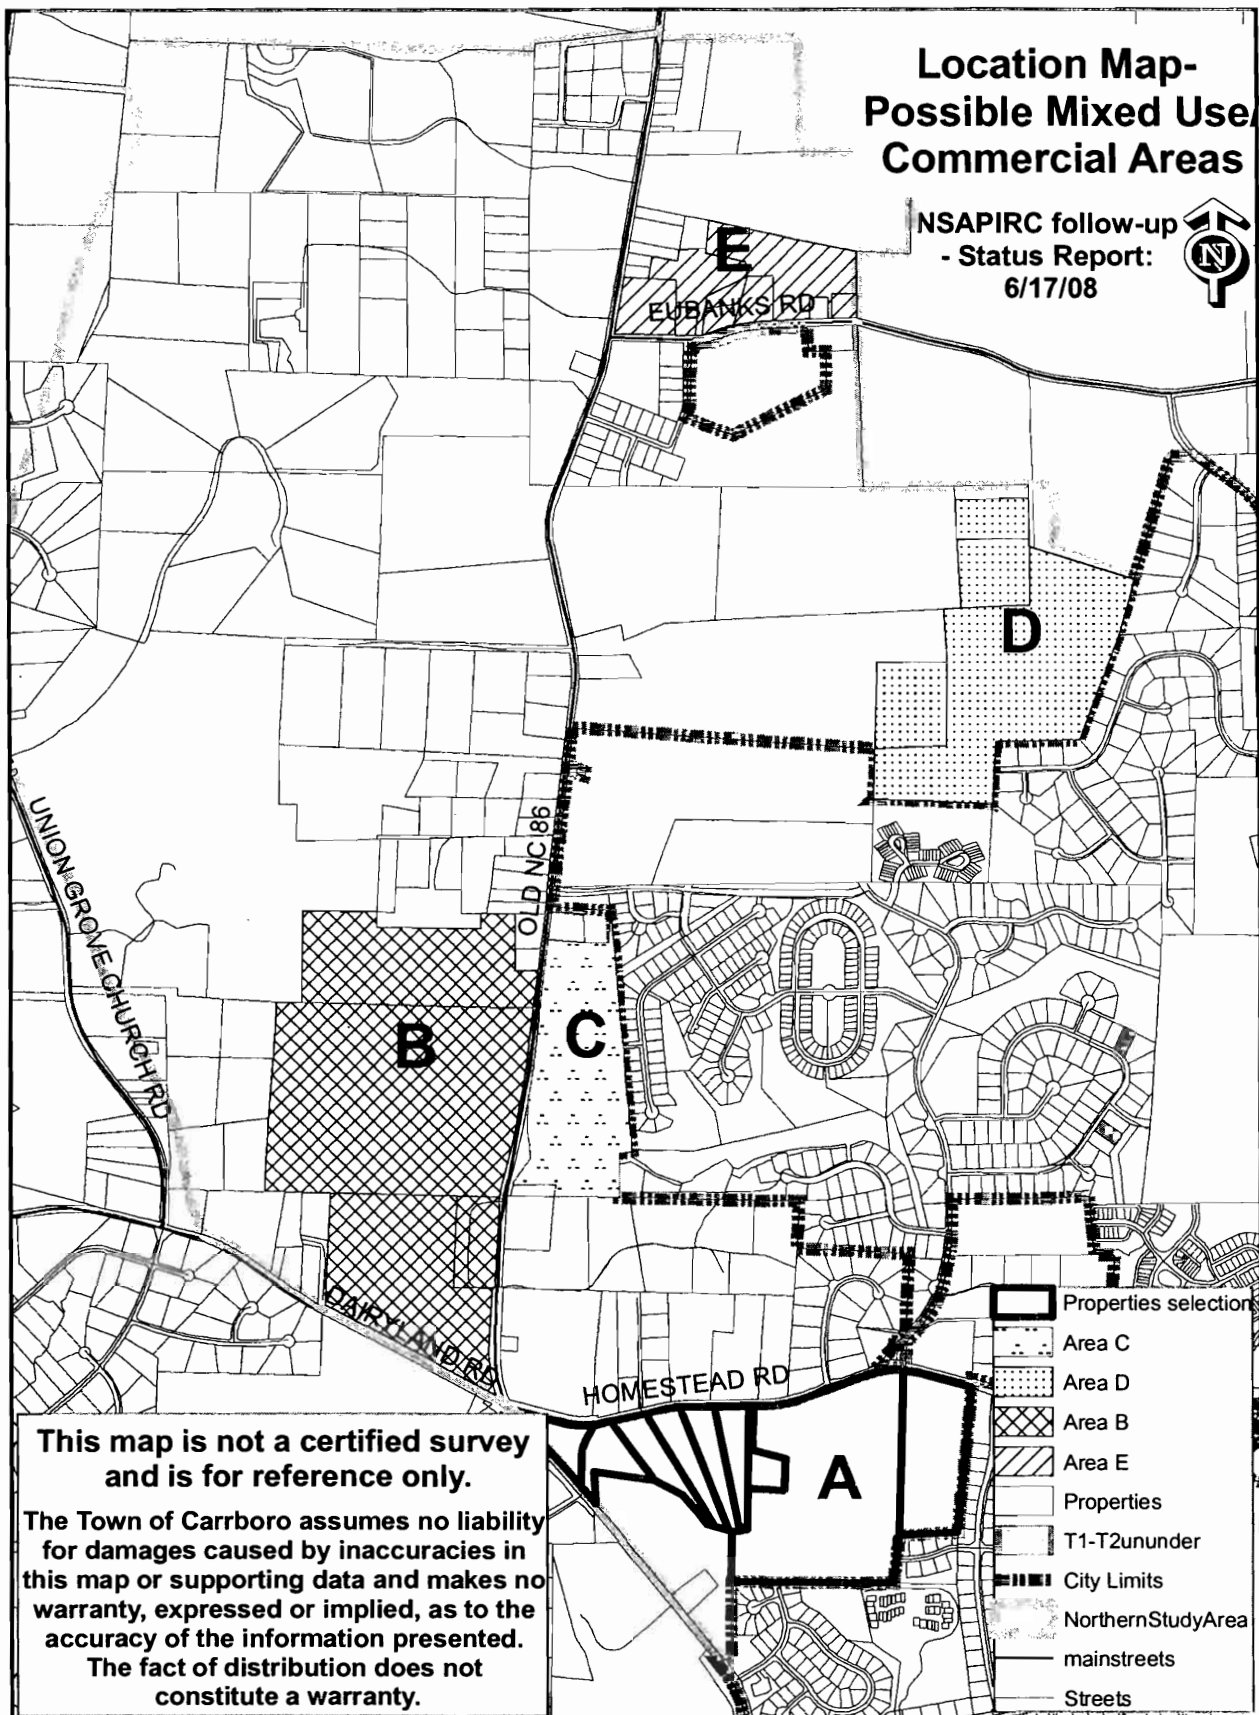 Location Map-
Possible Mixed Use/
Commercial Areas
NSAPIRC follow-up
- Status Report:
6/17/08
N
E
EUBANKS RD
D
OLD NC 86
UNION GROVE CHURCH RD
B
C
DAIRYLAND RD
HOMESTEAD RD
A
Properties selection
Area C
Area D
Area B
Area E
Properties
T1-T2ununder
City Limits
NorthernStudyArea
mainstreets
Streets
This map is not a certified survey
and is for reference only.
The Town of Carrboro assumes no liability
for damages caused by inaccuracies in
this map or supporting data and makes no
warranty, expressed or implied, as to the
accuracy of the information presented.
The fact of distribution does not
constitute a warranty.